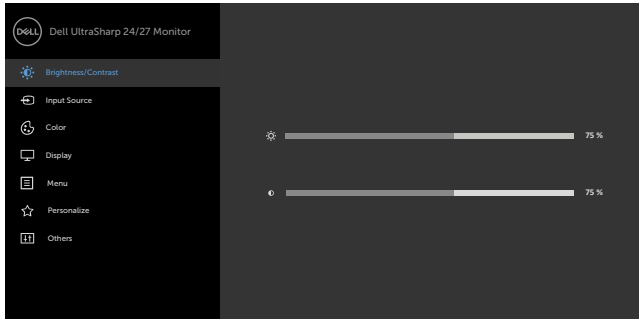 DELL
Dell UltraSharp 24/27 Monitor
Brightness/Contrast
Input Source
Color
Display
Menu
Personalize
Others
75 %
75 %